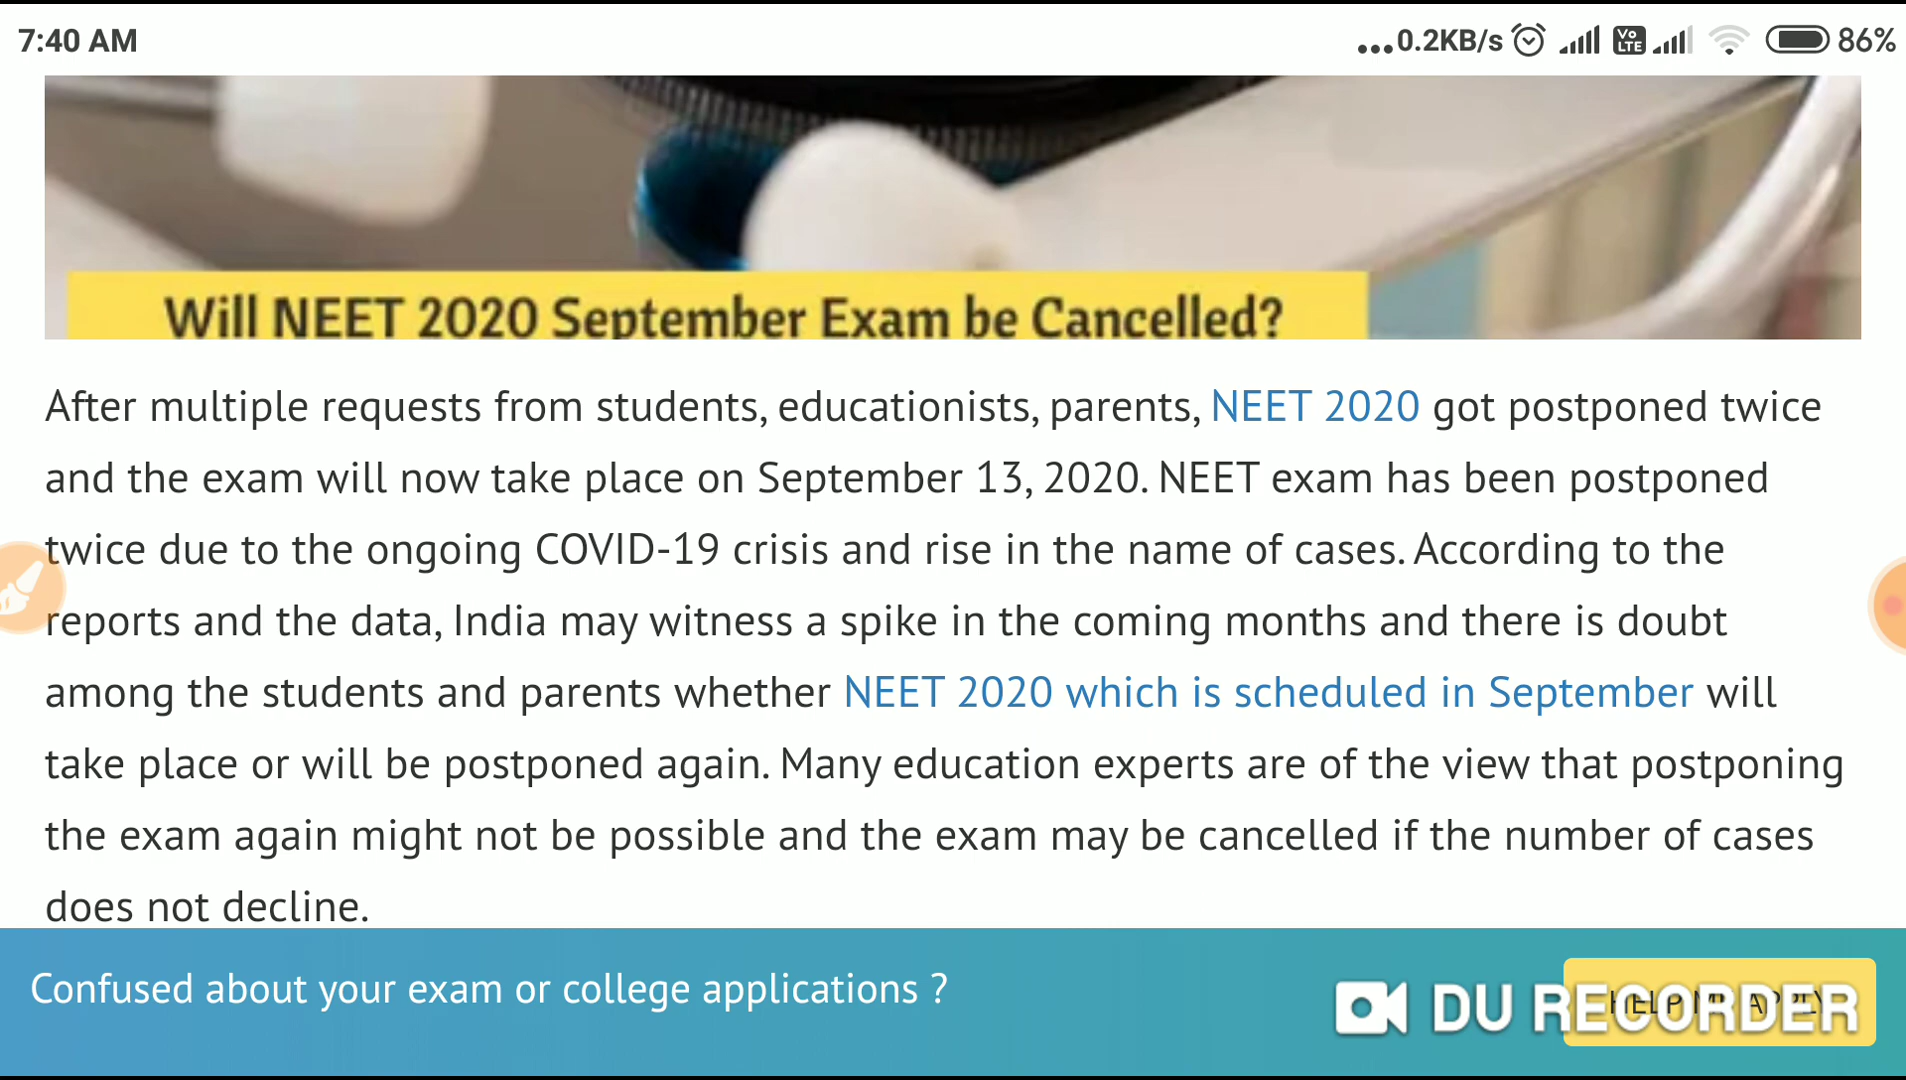 7:40 AM
...0.2KB/s
Vo LTE
86%
Will NEET 2020 September Exam be Cancelled?
After multiple requests from students, educationists, parents, NEET 2020 got postponed twice
and the exam will now take place on September 13, 2020. NEET exam has been postponed
twice due to the ongoing COVID-19 crisis and rise in the name of cases. According to the
reports and the data, India may witness a spike in the coming months and there is doubt
among the students and parents whether NEET 2020 which is scheduled in September will
take place or will be postponed again. Many education experts are of the view that postponing
the exam again might not be possible and the exam may be cancelled if the number of cases
does not decline.
Confused about your exam or college applications ?
HELP ME APPLY
DU RECORDER